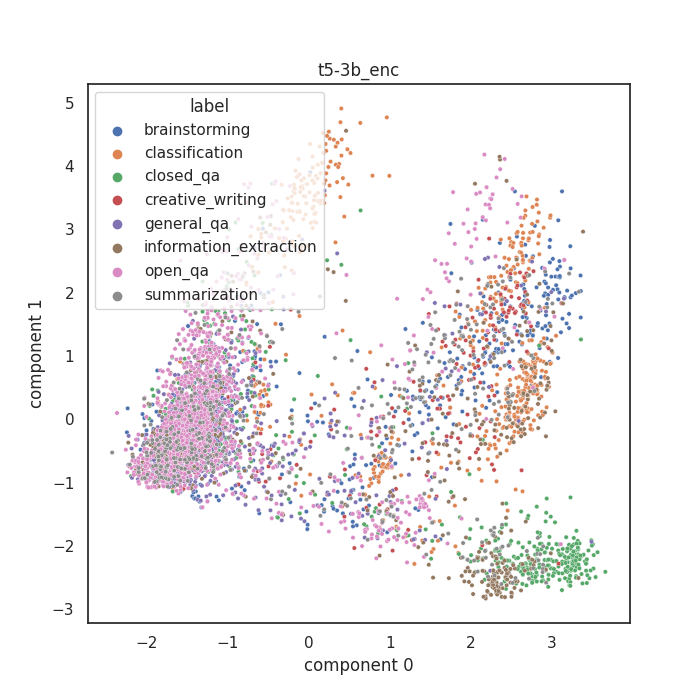 t5-3b_enc
label
brainstorming
classification
closed_qa
creative_writing
general_qa
information_extraction
open_qa
summarization
5
4
3
2
1
0
−1
−2
−3
component 1
−2 −1 0 1 2 3
component 0